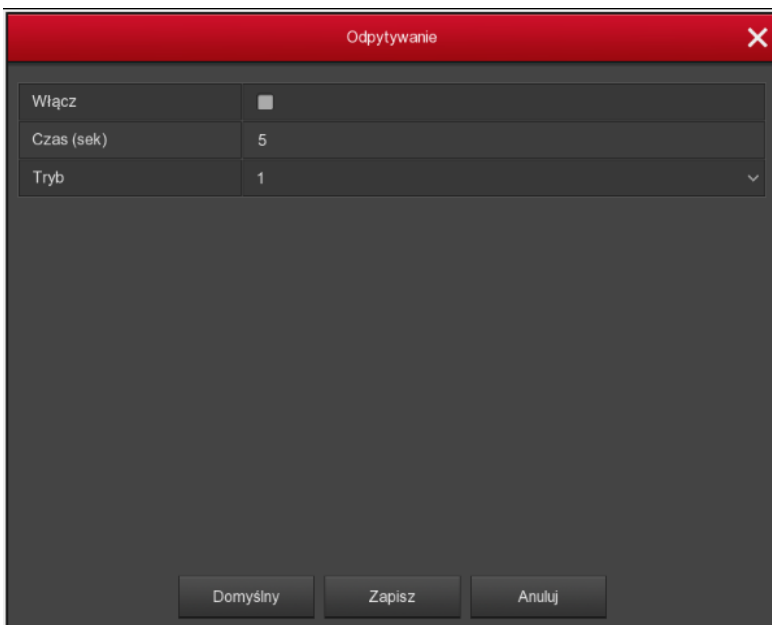 Odpytywanie
Włącz
Czas (sek) 5
Tryb 1
Domyślny Zapisz Anuluj